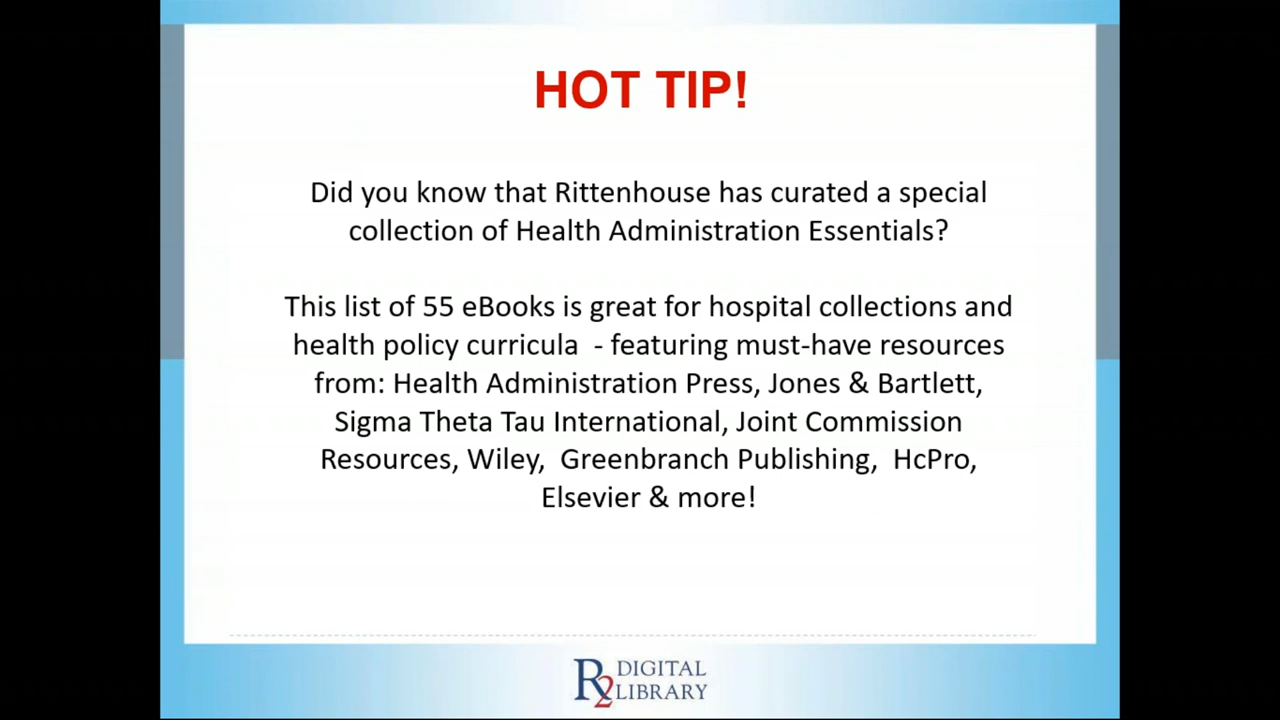 HOT TIP!
Did you know that Rittenhouse has curated a special
collection of Health Administration Essentials?
This list of 55 eBooks is great for hospital collections and
health policy curricula  - featuring must-have resources
from: Health Administration Press, Jones & Bartlett,
Sigma Theta Tau International, Joint Commission
Resources, Wiley,  Greenbranch Publishing,  HcPro,
Elsevier & more!
R2 DIGITAL
LIBRARY